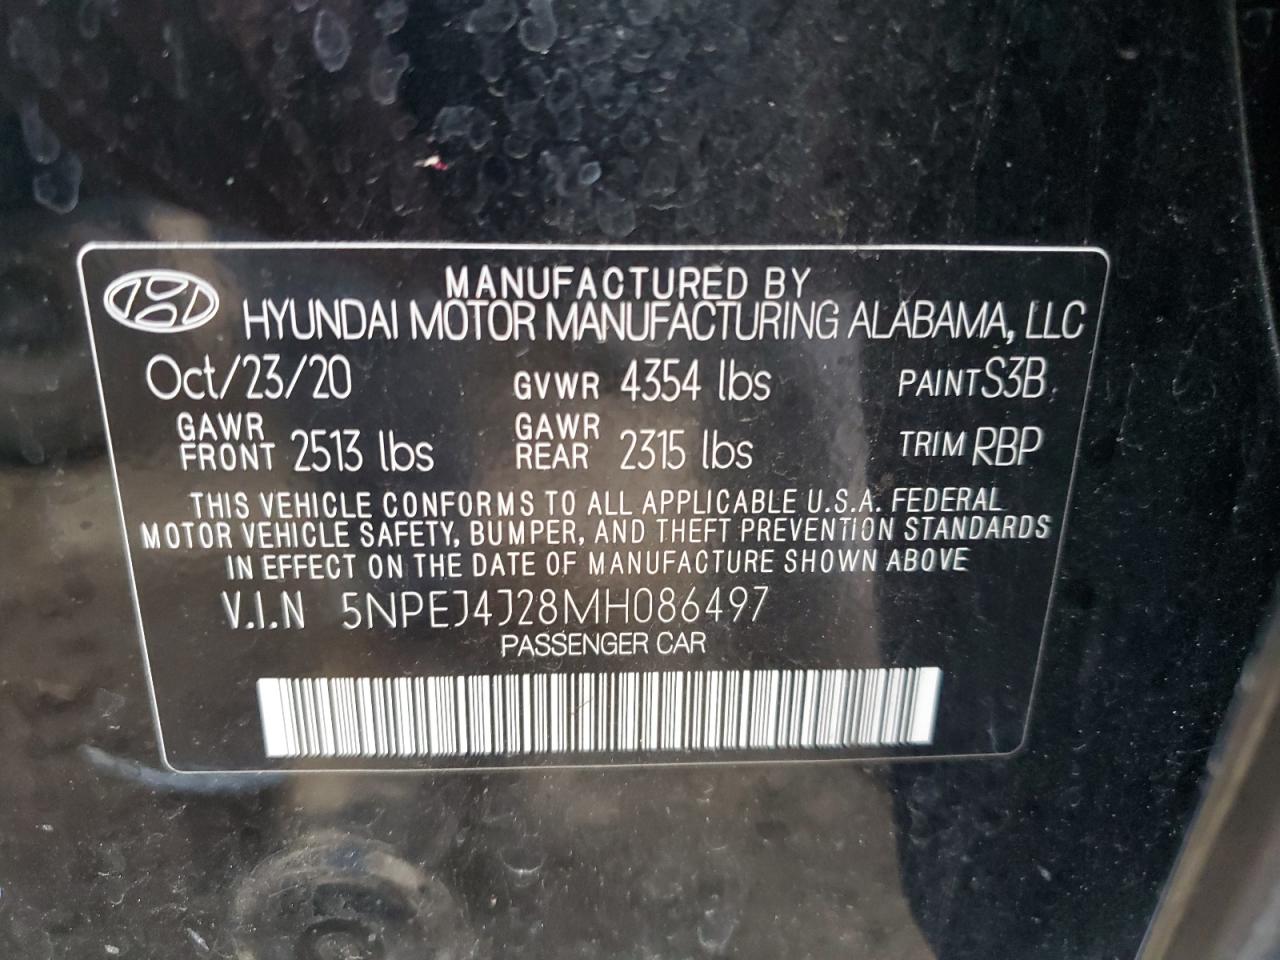 MANUFACTURED BY
HYUNDAI MOTOR MANUFACTURING ALABAMA, LLC
Oct/23/20 GVWR 4354 lbs PAINT S3B
GAWR FRONT 2513 lbs GAWR REAR 2315 lbs TRIM RBP
THIS VEHICLE CONFORMS TO ALL APPLICABLE U.S.A. FEDERAL
MOTOR VEHICLE SAFETY, BUMPER, AND THEFT PREVENTION STANDARDS
IN EFFECT ON THE DATE OF MANUFACTURE SHOWN ABOVE
V.I.N 5NPEJ4J28MH086497
PASSENGER CAR